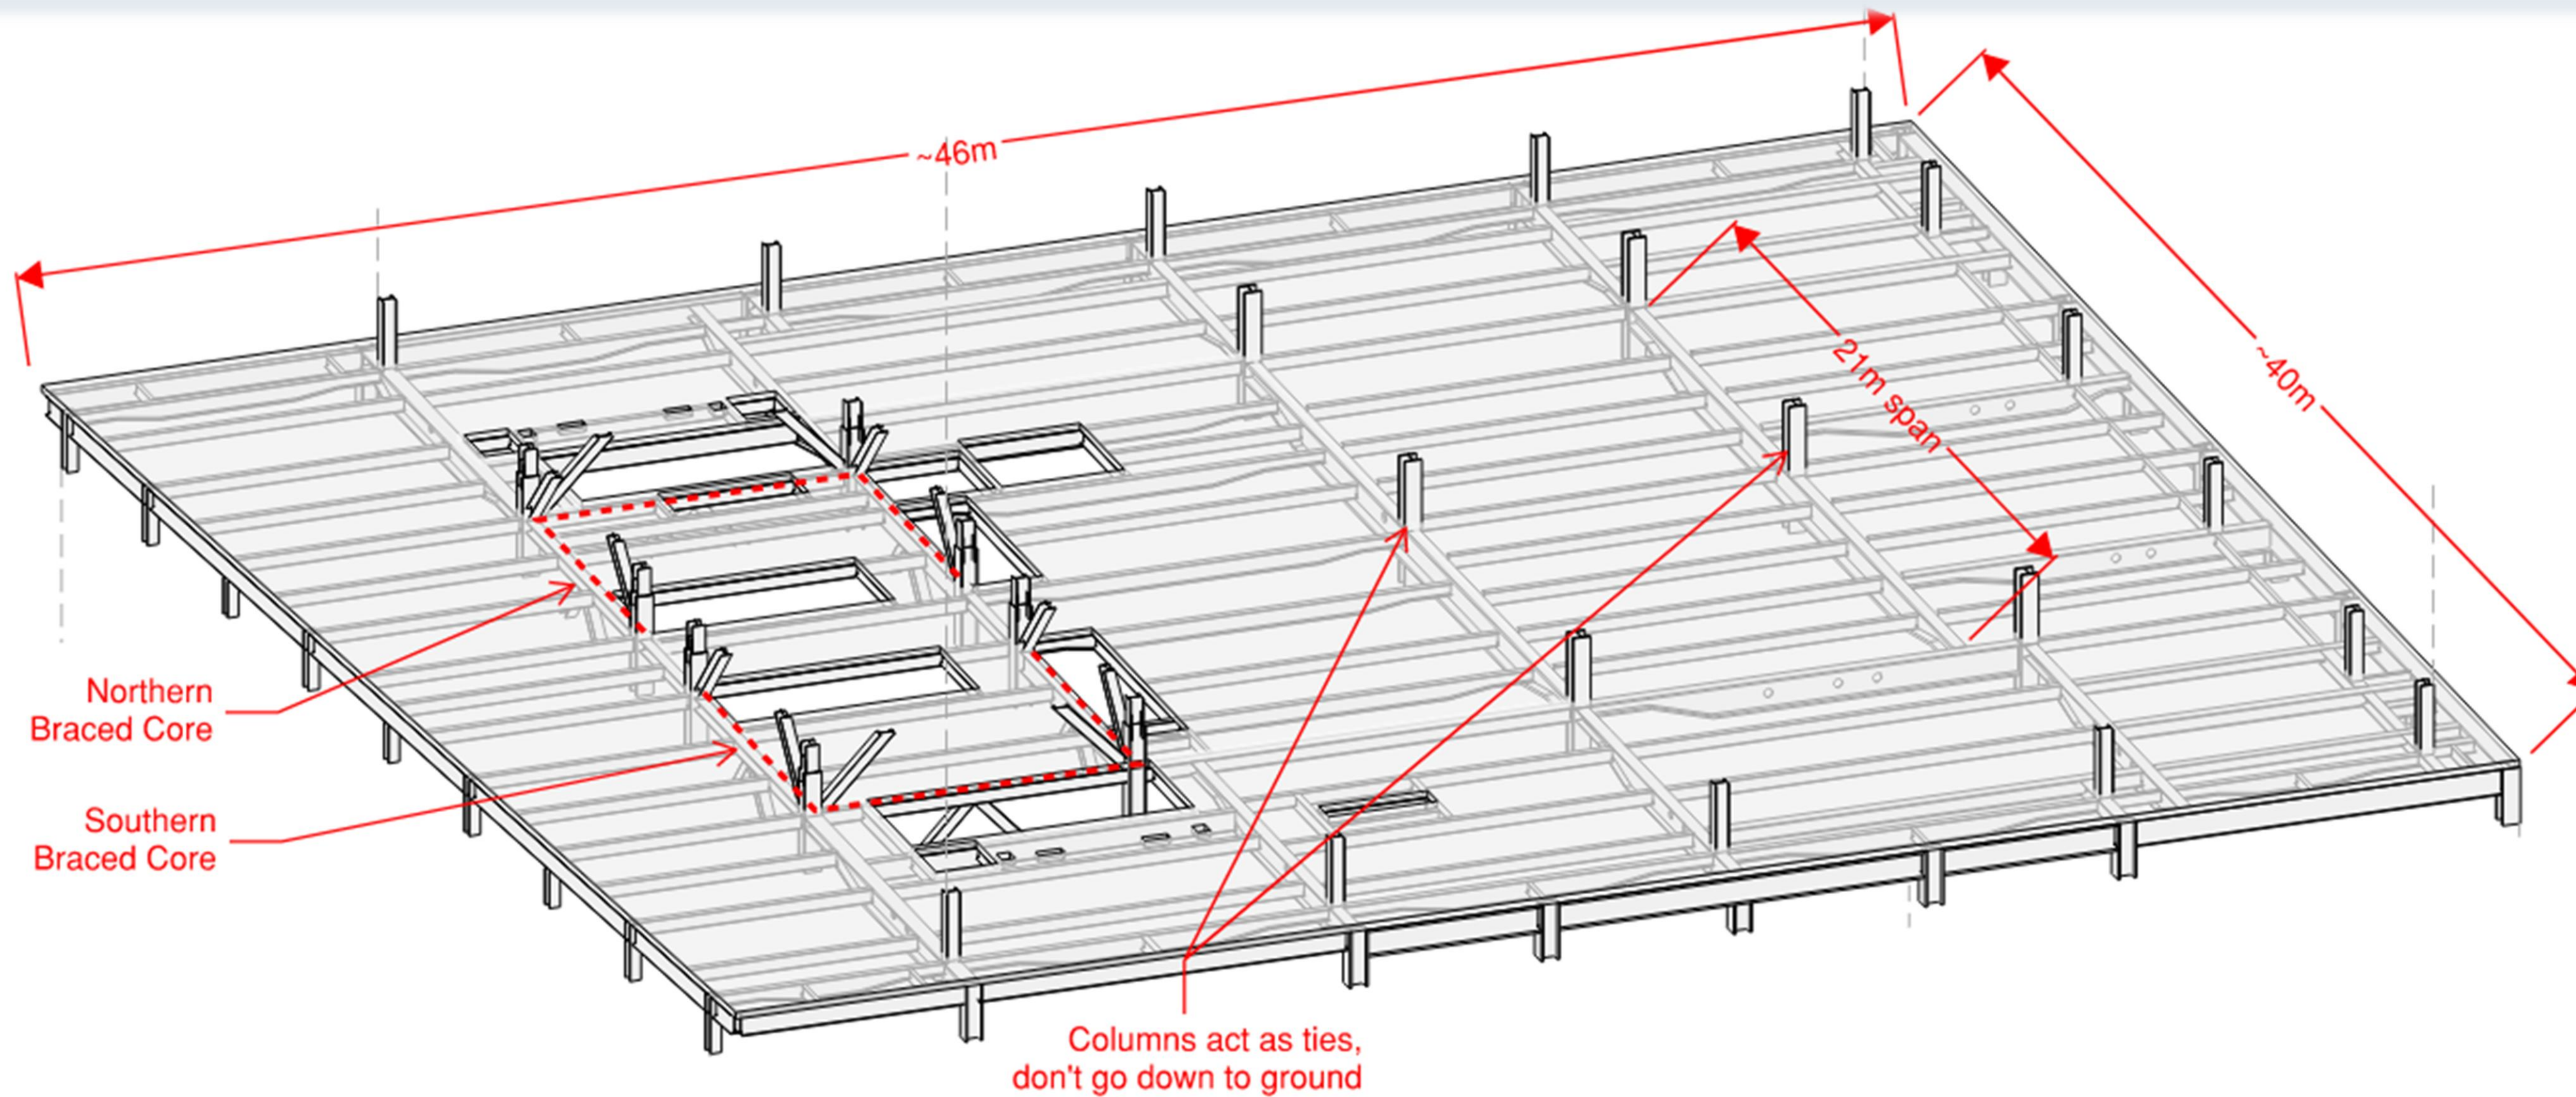 ~46m
~40m
21m span
Northern
Braced Core
Southern
Braced Core
Columns act as ties,
don't go down to ground